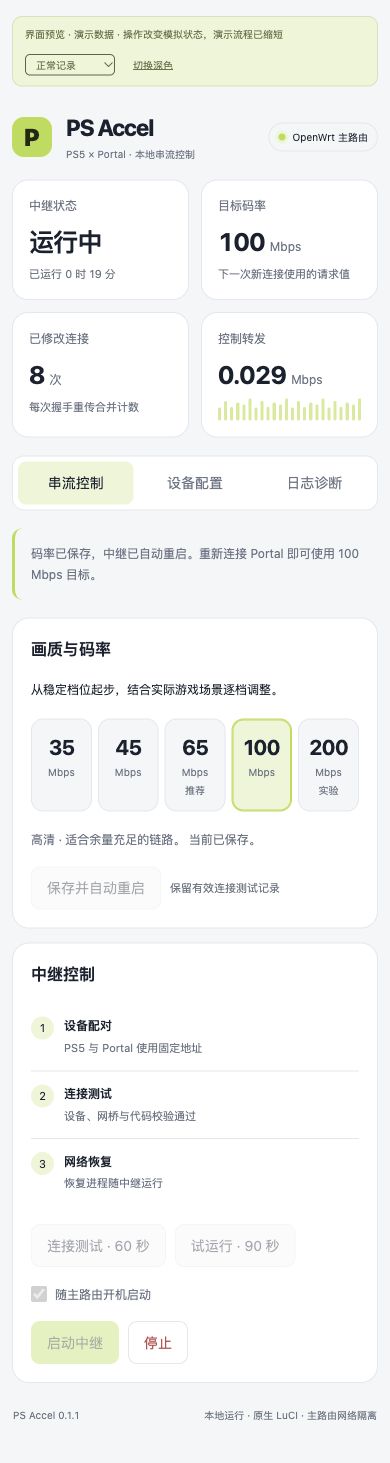 界面预览 · 演示数据 · 操作改变模拟状态，演示流程已缩短
正常记录
切换深色
P
PS Accel
PS5 × Portal · 本地串流控制
OpenWrt 主路由
中继状态
运行中
已运行 0 时 19 分
目标码率
100 Mbps
下一次新连接使用的请求值
已修改连接
8 次
每次握手重传合并计数
控制转发
0.029 Mbps
串流控制
设备配置
日志诊断
码率已保存，中继已自动重启。重新连接 Portal 即可使用 100
Mbps 目标。
画质与码率
从稳定档位起步，结合实际游戏场景逐档调整。
35
Mbps
45
Mbps
65
Mbps
推荐
100
Mbps
200
Mbps
实验
高清 · 适合余量充足的链路。 当前已保存。
保存并自动重启
保留有效连接测试记录
中继控制
1
设备配对
PS5 与 Portal 使用固定地址
2
连接测试
设备、网桥与代码校验通过
3
网络恢复
恢复进程随中继运行
连接测试 · 60 秒
试运行 · 90 秒
随主路由开机启动
启动中继
停止
PS Accel 0.1.1
本地运行 · 原生 LuCI · 主路由网络隔离